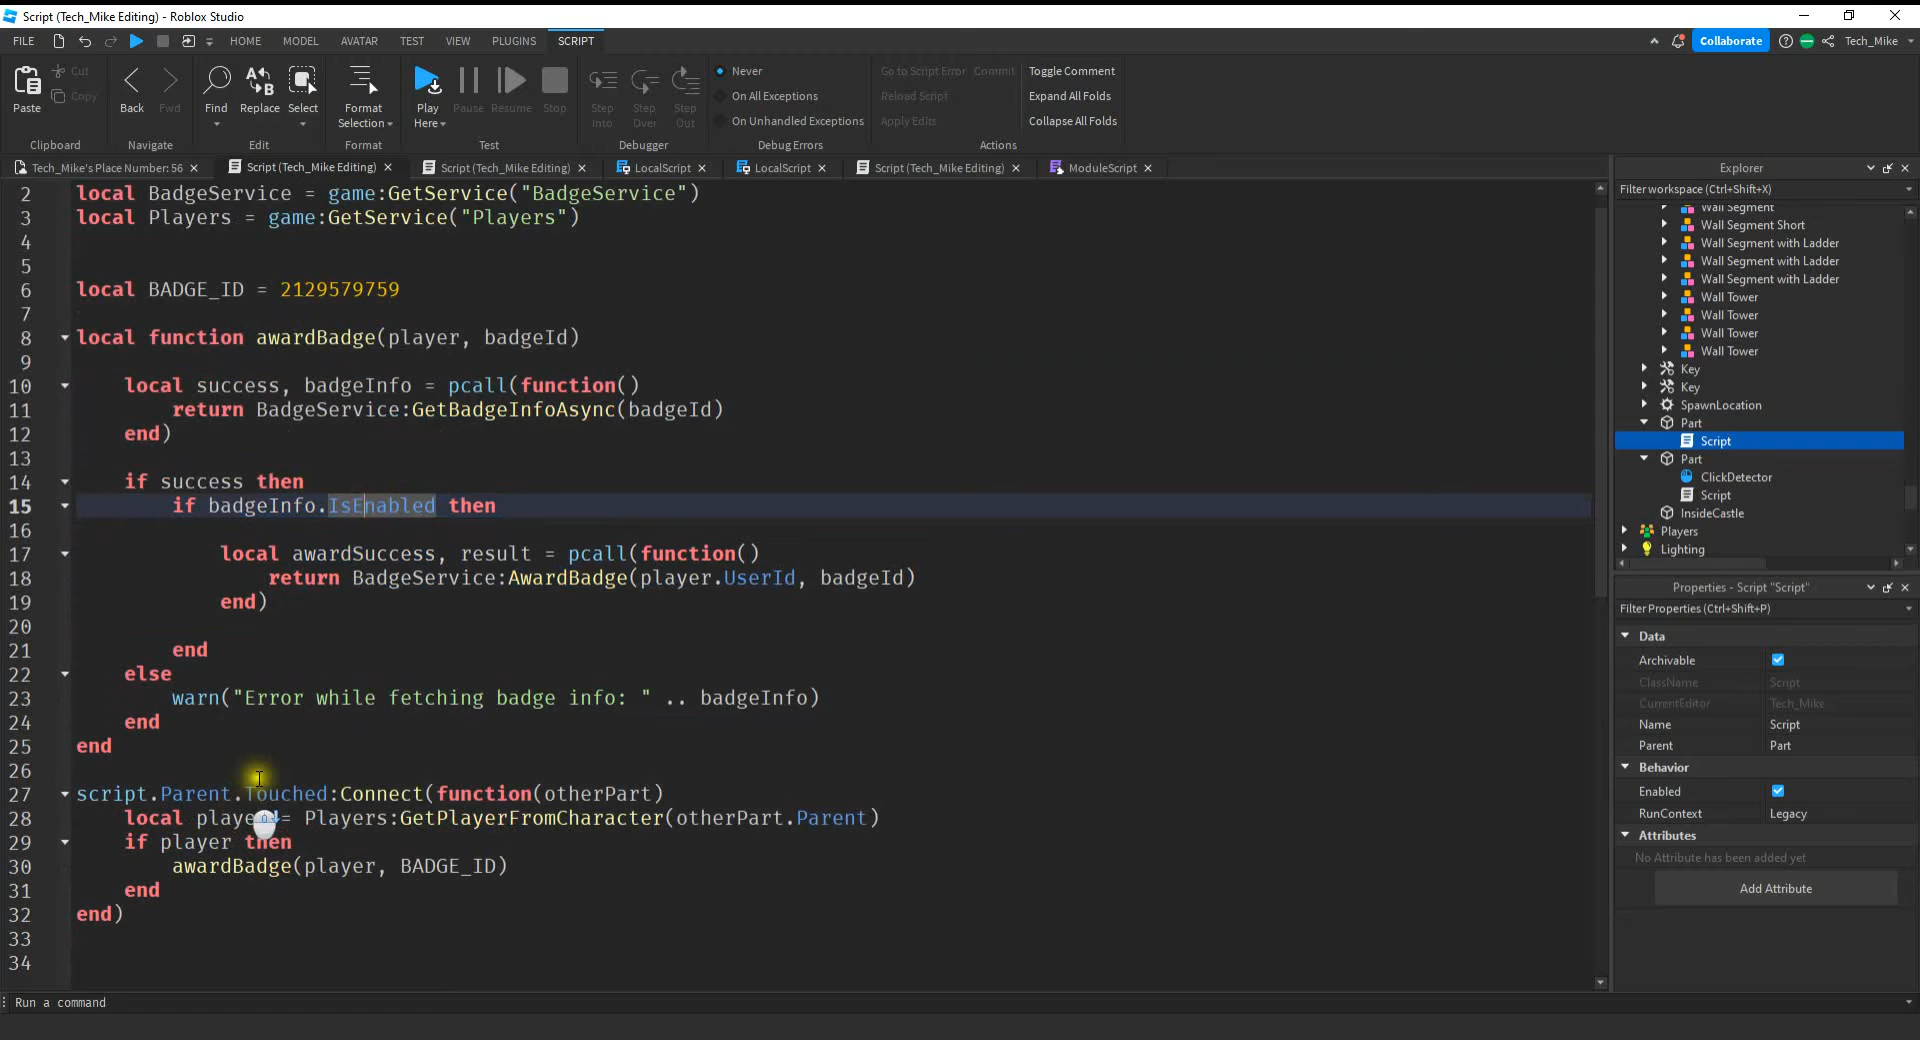 Script (Tech_Mike Editing) - Roblox Studio
FILE HOME MODEL AVATAR TEST VIEW PLUGINS SCRIPT Collaborate Tech_Mike
Paste Cut Copy Back Fwd Find Replace Select Format Selection Play Here Pause Resume Stop Step Into Step Over Step Out
Never
On All Exceptions
On Unhandled Exceptions
Go to Script Error Commit
Reload Script
Apply Edits
Toggle Comment
Expand All Folds
Collapse All Folds
Clipboard Navigate Edit Format Test Debugger Debug Errors Actions
Tech_Mike's Place Number: 56 Script (Tech_Mike Editing) Script (Tech_Mike Editing) LocalScript LocalScript Script (Tech_Mike Editing) ModuleScript
2 local BadgeService = game:GetService("BadgeService")
3 local Players = game:GetService("Players")
4
5
6 local BADGE_ID = 2129579759
7
8 local function awardBadge(player, badgeId)
9
10 local success, badgeInfo = pcall(function()
11 return BadgeService:GetBadgeInfoAsync(badgeId)
12 end)
13
14 if success then
15 if badgeInfo.IsEnabled then
16
17 local awardSuccess, result = pcall(function()
18 return BadgeService:AwardBadge(player.UserId, badgeId)
19 end)
20
21 end
22 else
23 warn("Error while fetching badge info: " .. badgeInfo)
24 end
25 end
26
27 script.Parent.Touched:Connect(function(otherPart)
28 local player = Players:GetPlayerFromCharacter(otherPart.Parent)
29 if player then
30 awardBadge(player, BADGE_ID)
31 end
32 end)
33
34
Run a command
Explorer
Filter workspace (Ctrl+Shift+X)
Wall Segment
Wall Segment Short
Wall Segment with Ladder
Wall Segment with Ladder
Wall Segment with Ladder
Wall Tower
Wall Tower
Wall Tower
Wall Tower
Key
Key
SpawnLocation
Part
Script
Part
ClickDetector
Script
InsideCastle
Players
Lighting
Properties - Script "Script"
Filter Properties (Ctrl+Shift+P)
Data
Archivable
ClassName Script
CurrentEditor Tech_Mike
Name Script
Parent Part
Behavior
Enabled
RunContext Legacy
Attributes
No Attribute has been added yet
Add Attribute